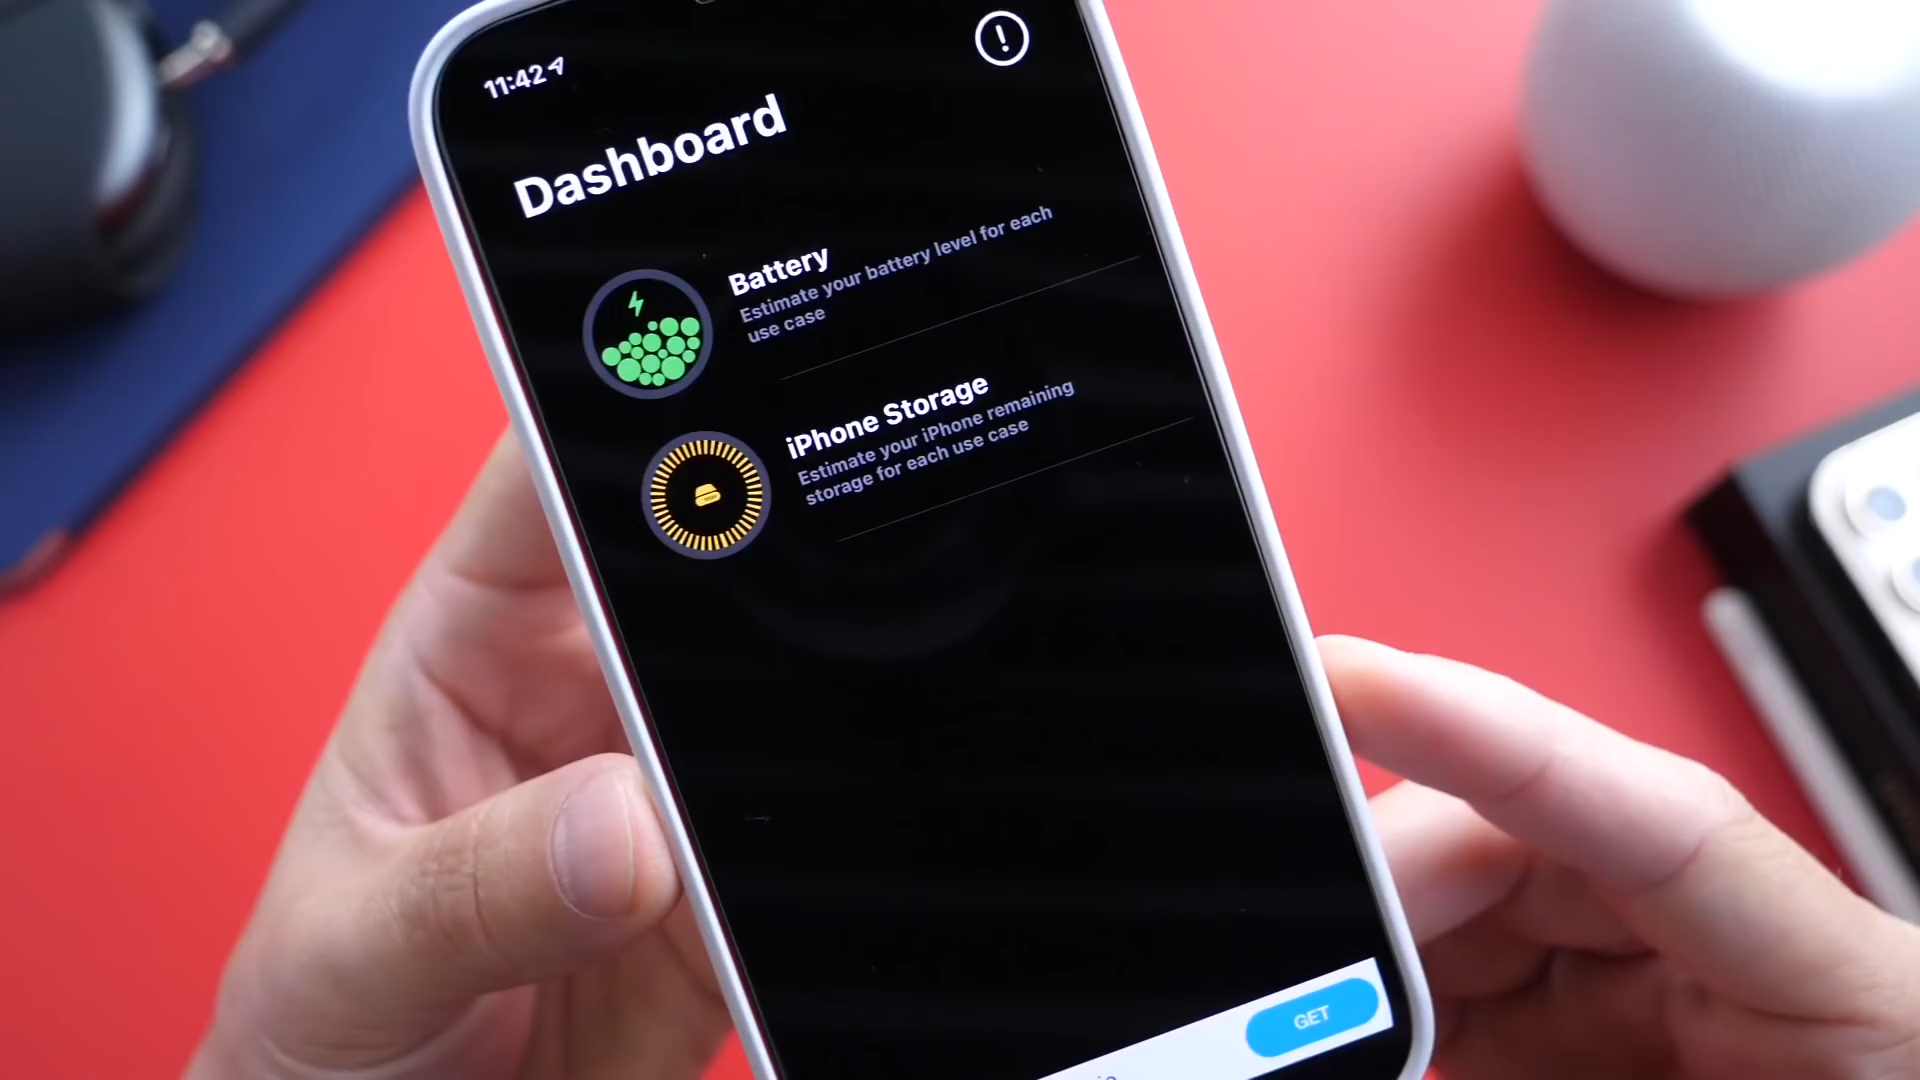 11:42
Dashboard
Battery
Estimate your battery level for each
use case
iPhone Storage
Estimate your iPhone remaining
storage for each use case
GET